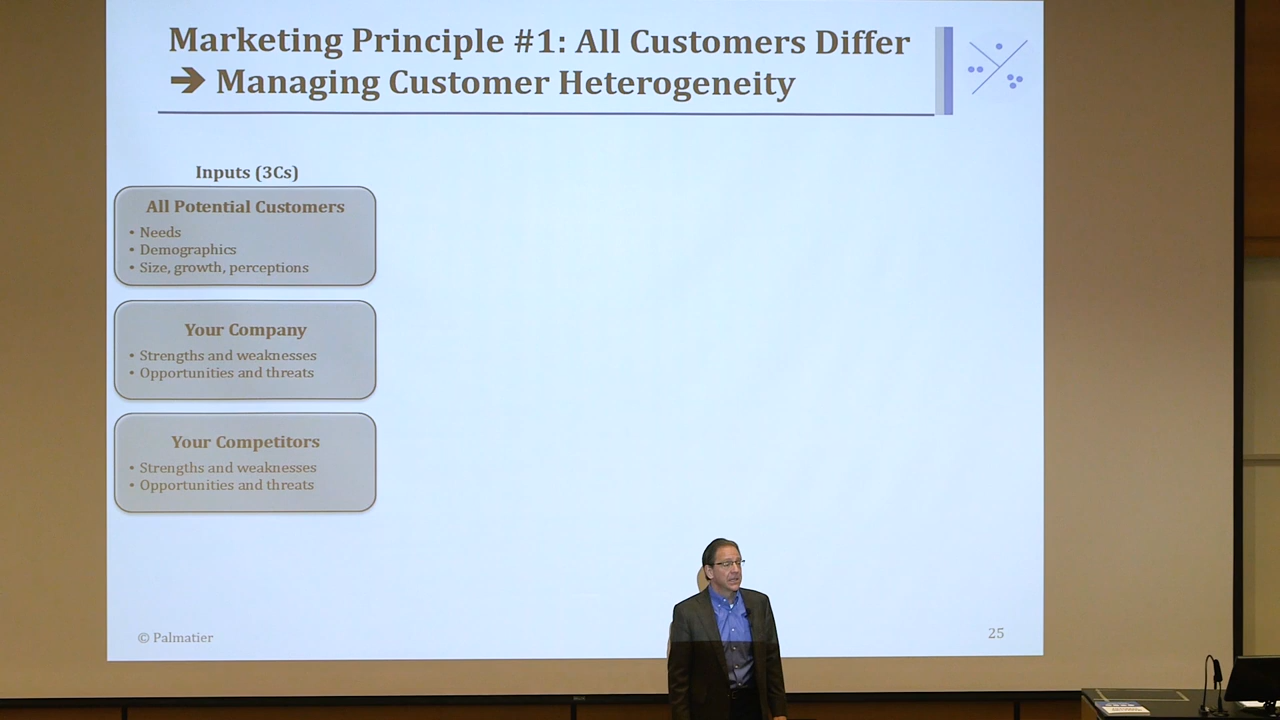 Marketing Principle #1: All Customers Differ
➔ Managing Customer Heterogeneity
Inputs (3Cs)
All Potential Customers
• Needs
• Demographics
• Size, growth, perceptions
Your Company
• Strengths and weaknesses
• Opportunities and threats
Your Competitors
• Strengths and weaknesses
• Opportunities and threats
© Palmatier
25